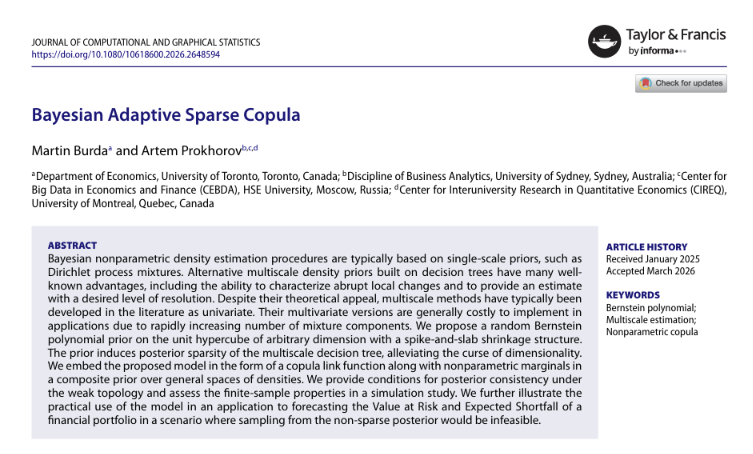 JOURNAL OF COMPUTATIONAL AND GRAPHICAL STATISTICS
https://doi.org/10.1080/10618600.2026.2648594
Taylor & Francis
by informa
Check for updates
Bayesian Adaptive Sparse Copula
Martin Burdaᵃ and Artem Prokhorovᵇ,ᶜ,ᵈ
ᵃDepartment of Economics, University of Toronto, Toronto, Canada; ᵇDiscipline of Business Analytics, University of Sydney, Sydney, Australia; ᶜCenter for
Big Data in Economics and Finance (CEBDA), HSE University, Moscow, Russia; ᵈCenter for Interuniversity Research in Quantitative Economics (CIREQ),
University of Montreal, Quebec, Canada
ABSTRACT
Bayesian nonparametric density estimation procedures are typically based on single-scale priors, such as
Dirichlet process mixtures. Alternative multiscale density priors built on decision trees have many well-
known advantages, including the ability to characterize abrupt local changes and to provide an estimate
with a desired level of resolution. Despite their theoretical appeal, multiscale methods have typically been
developed in the literature as univariate. Their multivariate versions are generally costly to implement in
applications due to rapidly increasing number of mixture components. We propose a random Bernstein
polynomial prior on the unit hypercube of arbitrary dimension with a spike-and-slab shrinkage structure.
The prior induces posterior sparsity of the multiscale decision tree, alleviating the curse of dimensionality.
We embed the proposed model in the form of a copula link function along with nonparametric marginals in
a composite prior over general spaces of densities. We provide conditions for posterior consistency under
the weak topology and assess the finite-sample properties in a simulation study. We further illustrate the
practical use of the model in an application to forecasting the Value at Risk and Expected Shortfall of a
financial portfolio in a scenario where sampling from the non-sparse posterior would be infeasible.
ARTICLE HISTORY
Received January 2025
Accepted March 2026
KEYWORDS
Bernstein polynomial;
Multiscale estimation;
Nonparametric copula